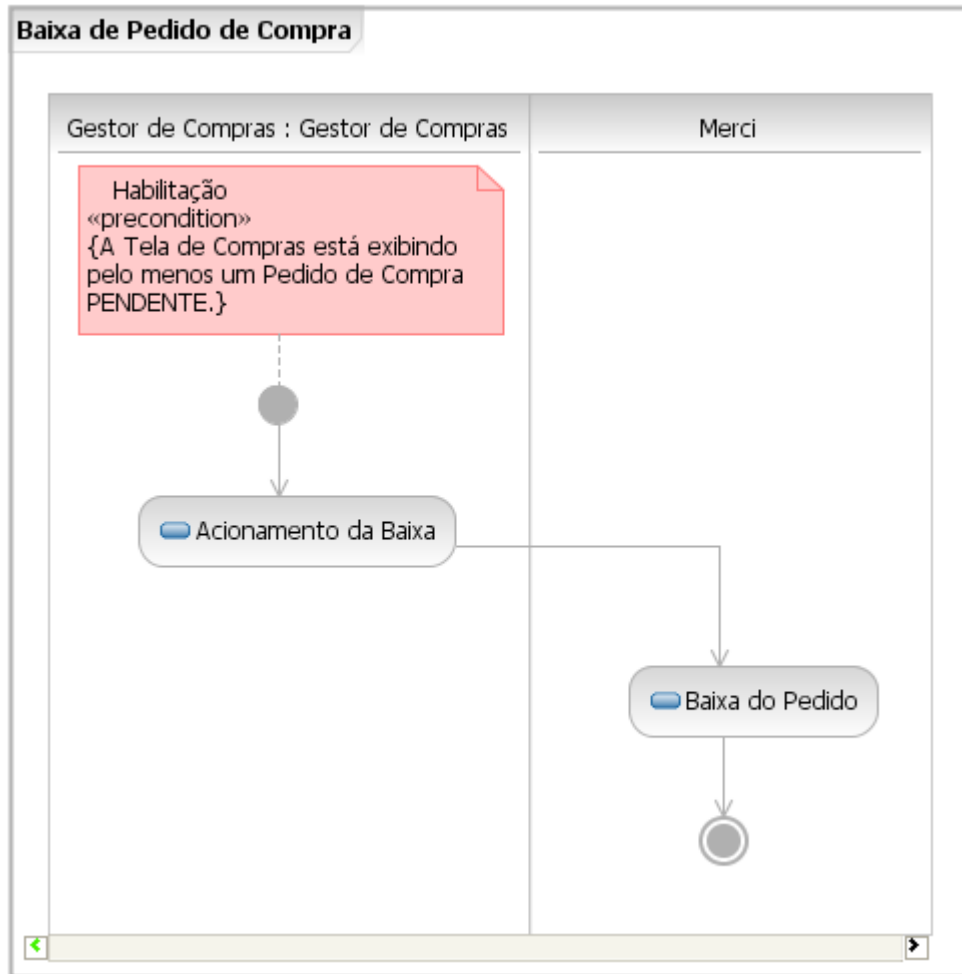 Baixa de Pedido de Compra
Gestor de Compras : Gestor de Compras
Merci
Habilitação
«precondition»
{A Tela de Compras está exibindo
pelo menos um Pedido de Compra
PENDENTE.}
Acionamento da Baixa
Baixa do Pedido